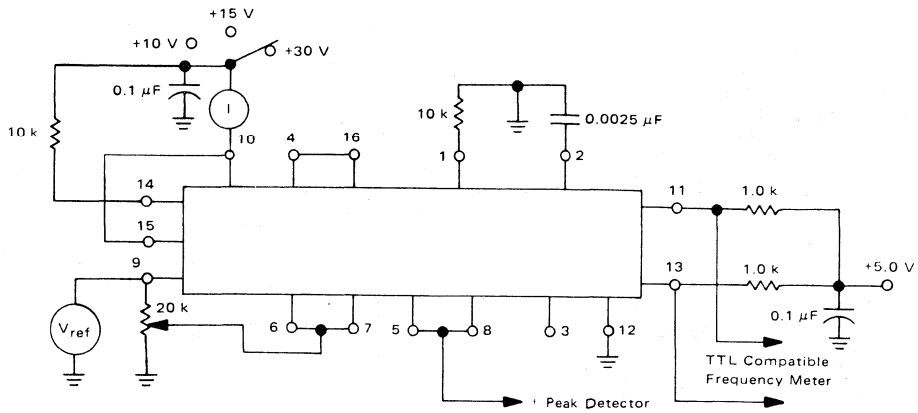 +15 V
+10 V
+30 V
0.1 µF
I
10 k
10
4
16
10 k
0.0025 µF
1
2
14
11
1.0 k
15
9
13
1.0 k
+5.0 V
20 k
Vref
6
7
5
8
3
12
0.1 µF
TTL Compatible
Frequency Meter
Peak Detector